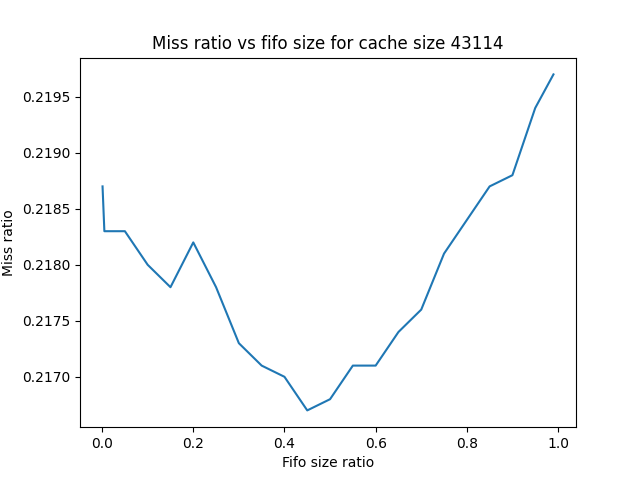 Miss ratio vs fifo size for cache size 43114
0.2195
0.2190
0.2185
0.2180
0.2175
0.2170
Miss ratio
0.0 0.2 0.4 0.6 0.8 1.0
Fifo size ratio